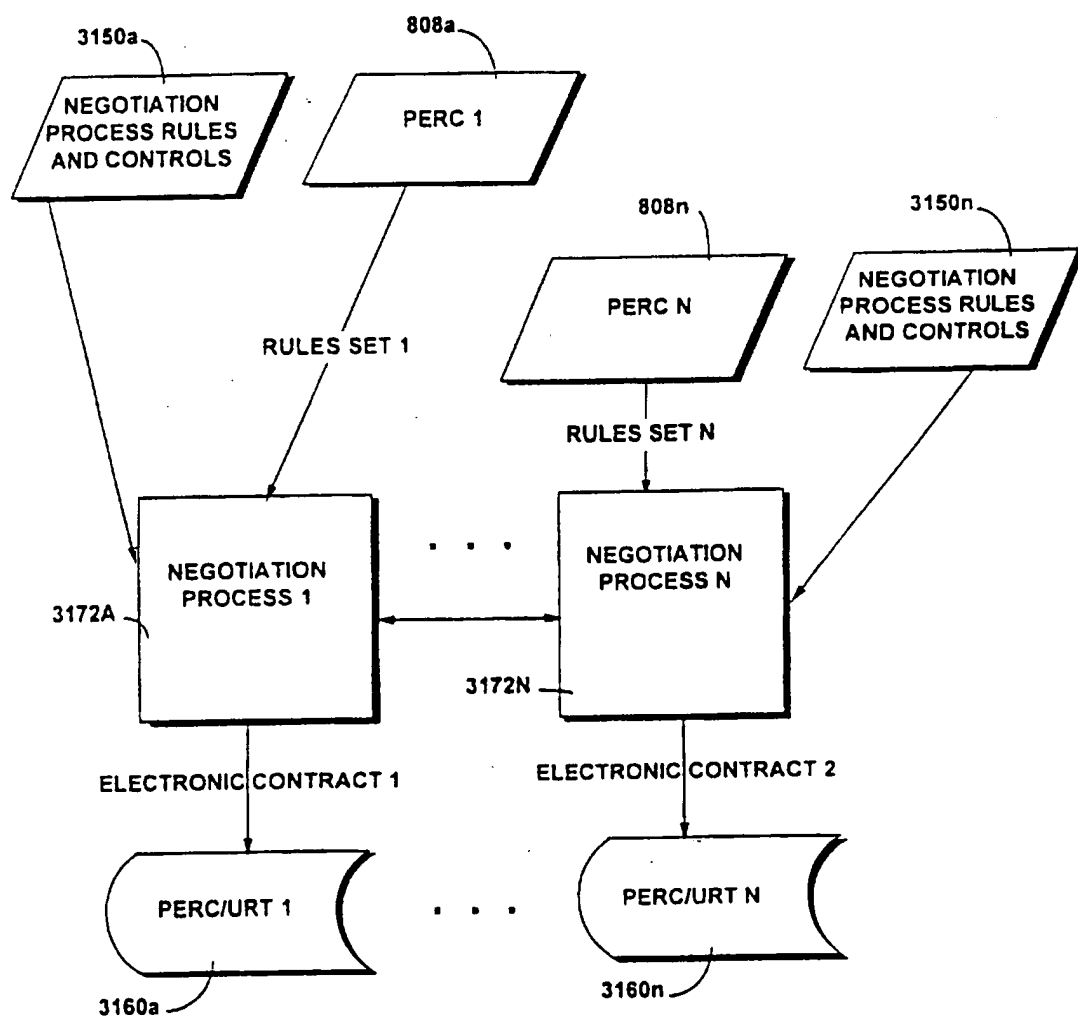 3150a
808a
NEGOTIATION
PROCESS RULES
AND CONTROLS
PERC 1
808n
3150n
PERC N
NEGOTIATION
PROCESS RULES
AND CONTROLS
RULES SET 1
RULES SET N
NEGOTIATION
PROCESS 1
. . .
NEGOTIATION
PROCESS N
3172A
3172N
ELECTRONIC CONTRACT 1
ELECTRONIC CONTRACT 2
PERC/URT 1
. . .
PERC/URT N
3160a
3160n